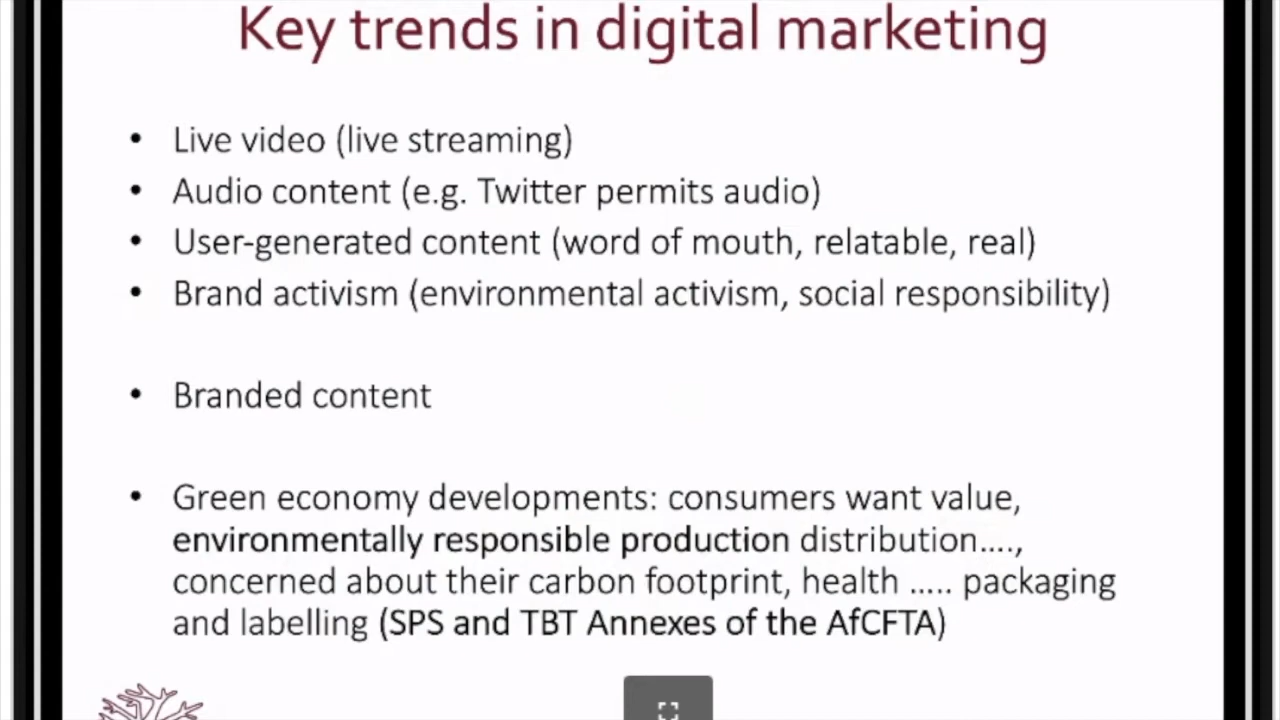 Key trends in digital marketing
• Live video (live streaming)
• Audio content (e.g. Twitter permits audio)
• User-generated content (word of mouth, relatable, real)
• Brand activism (environmental activism, social responsibility)
• Branded content
• Green economy developments: consumers want value,
environmentally responsible production distribution....,
concerned about their carbon footprint, health ..... packaging
and labelling (SPS and TBT Annexes of the AfCFTA)